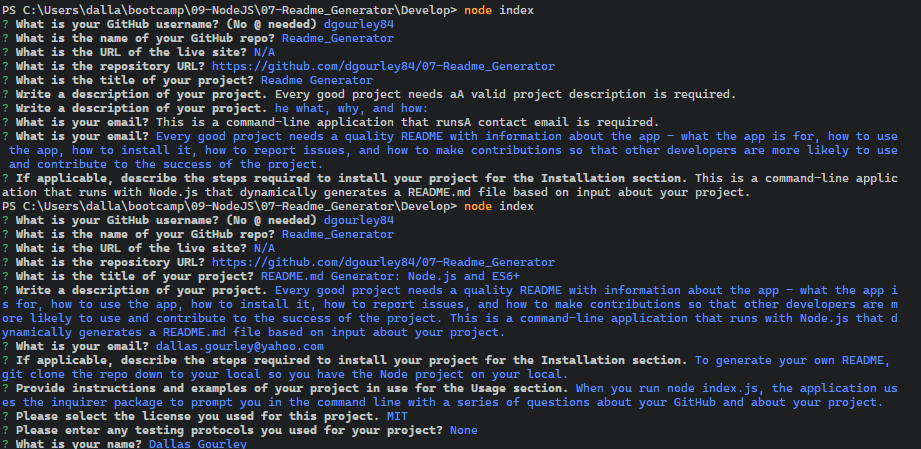 PS C:\Users\dalla\bootcamp\09-NodeJS\07-Readme_Generator\Develop> node index
? What is your GitHub username? (No @ needed) dgourley84
? What is the name of your GitHub repo? Readme_Generator
? What is the URL of the live site? N/A
? What is the repository URL? https://github.com/dgourley84/07-Readme_Generator
? What is the title of your project? Readme Generator
? Write a description of your project. Every good project needs aA valid project description is required.
? Write a description of your project. he what, why, and how:
? What is your email? This is a command-line application that runsA contact email is required.
? What is your email? Every good project needs a quality README with information about the app - what the app is for, how to use
the app, how to install it, how to report issues, and how to make contributions so that other developers are more likely to use
and contribute to the success of the project.
? If applicable, describe the steps required to install your project for the Installation section. This is a command-line applic
ation that runs with Node.js that dynamically generates a README.md file based on input about your project.
PS C:\Users\dalla\bootcamp\09-NodeJS\07-Readme_Generator\Develop> node index
? What is your GitHub username? (No @ needed) dgourley84
? What is the name of your GitHub repo? Readme_Generator
? What is the URL of the live site? N/A
? What is the repository URL? https://github.com/dgourley84/07-Readme_Generator
? What is the title of your project? README.md Generator: Node.js and ES6+
? Write a description of your project. Every good project needs a quality README with information about the app - what the app i
s for, how to use the app, how to install it, how to report issues, and how to make contributions so that other developers are m
ore likely to use and contribute to the success of the project. This is a command-line application that runs with Node.js that d
ynamically generates a README.md file based on input about your project.
? What is your email? dallas.gourley@yahoo.com
? If applicable, describe the steps required to install your project for the Installation section. To generate your own README,
git clone the repo down to your local so you have the Node project on your local.
? Provide instructions and examples of your project in use for the Usage section. When you run node index.js, the application us
es the inquirer package to prompt you in the command line with a series of questions about your GitHub and about your project.
? Please select the license you used for this project. MIT
? Please enter any testing protocols you used for your project? None
? What is your name? Dallas Gourley